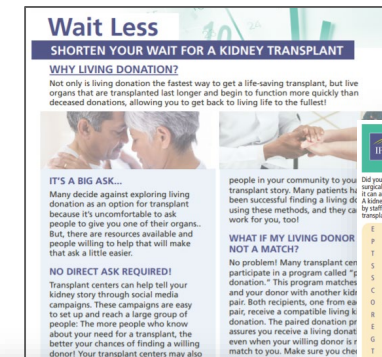 Wait Less
SHORTEN YOUR WAIT FOR A KIDNEY TRANSPLANT
WHY LIVING DONATION?
Not only is living donation the fastest way to get a life-saving transplant, but live
organs that are transplanted last longer and begin to function more quickly than
deceased donations, allowing you to get back to living life to the fullest!
IT'S A BIG ASK...
Many decide against exploring living
donation as an option for transplant
because it's uncomfortable to ask
people to give you one of their organs..
But, there are resources available and
people willing to help that will make
that ask a little easier.
NO DIRECT ASK REQUIRED!
Transplant centers can help tell your
kidney story through social media
campaigns. These campaigns are easy
to set up and reach a large group of
people: The more people who know
about your need for a transplant, the
better your chances of finding a willing
donor! Your transplant centers may also
people in your community to you
transplant story. Many patients ha
been successful finding a living do
using these methods, and they ca
work for you, too!
WHAT IF MY LIVING DONOR
NOT A MATCH?
No problem! Many transplant cen
participate in a program called "p
donation." This program matches
and your donor with another kid
pair. Both recipients, one from ea
pair, receive a compatible living k
donation. The paired donation pr
assures you receive a living donat
even when your willing donor is n
match to you. Make sure you che
IF
Did you
surgical
it can a
A kidne
by staff
transpla
E
P
T
S
S
C
O
R
E
G
T